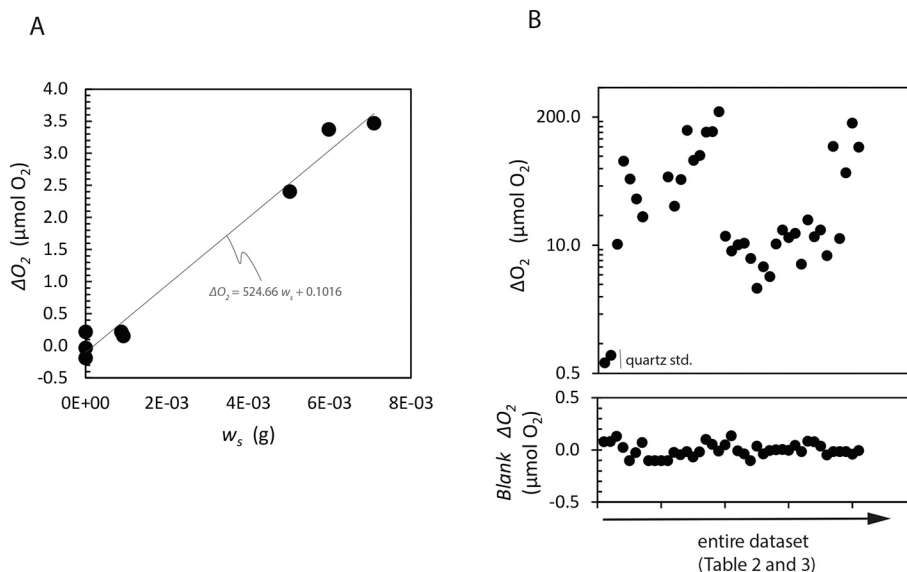 A
4.0
3.5
3.0
2.5
2.0
1.5
1.0
0.5
0.0
-0.5
ΔO₂ (μmol O₂)
ΔO₂ = 524.66 wₛ + 0.1016
0E+00 2E-03 4E-03 6E-03 8E-03
wₛ (g)
B
200.0
10.0
0.5
ΔO₂ (μmol O₂)
quartz std.
0.5
0.0
-0.5
Blank ΔO₂
(μmol O₂)
entire dataset
(Table 2 and 3)